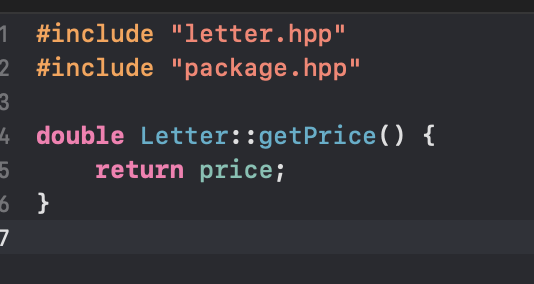 1 #include "letter.hpp"
2 #include "package.hpp"
3
4 double Letter::getPrice() {
5     return price;
6 }
7